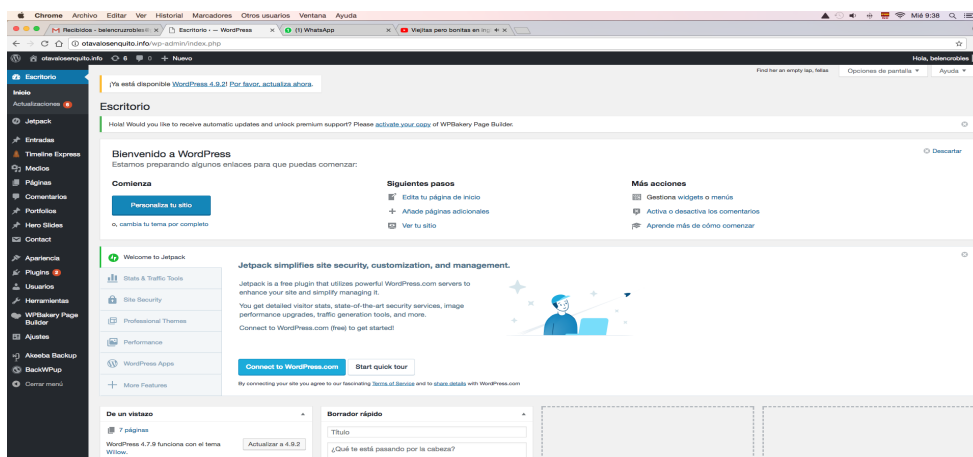 Chrome Archivo Editar Ver Historial Marcadores Otros usuarios Ventana Ayuda Mié 9:38
Escritorio ‹ — WordPress (1) WhatsApp Viejitas pero bonitas en
otavalosenquito.info/wp-admin/index.php
otavalosenquito.info 6 0 + Nuevo Hola, belencrobles
Find her an empty lap, fellas Opciones de pantalla Ayuda
Escritorio
Inicio
Actualizaciones
Jetpack
Entradas
Timeline Express
Medios
Páginas
Comentarios
Portfolios
Hero Slides
Contact
Apariencia
Plugins
Usuarios
Herramientas
WPBakery Page
Builder
Ajustes
Akeeba Backup
BackWPup
Cerrar menú
¡Ya está disponible WordPress 4.9.2! Por favor, actualiza ahora.
Escritorio
Hola! Would you like to receive automatic updates and unlock premium support? Please activate your copy of WPBakery Page Builder.
Bienvenido a WordPress Descartar
Estamos preparando algunos enlaces para que puedas comenzar:
Comienza
Personaliza tu sitio
o, cambia tu tema por completo
Siguientes pasos
Edita tu página de inicio
Añade páginas adicionales
Ver tu sitio
Más acciones
Gestiona widgets o menús
Activa o desactiva los comentarios
Aprende más de cómo comenzar
Welcome to Jetpack
Stats & Traffic Tools
Site Security
Professional Themes
Performance
WordPress Apps
More Features
Jetpack simplifies site security, customization, and management.
Jetpack is a free plugin that utilizes powerful WordPress.com servers to
enhance your site and simplify managing it.
You get detailed visitor stats, state-of-the-art security services, image
performance upgrades, traffic generation tools, and more.
Connect to WordPress.com (free) to get started!
Connect to WordPress.com Start quick tour
By connecting your site you agree to our fascinating Terms of Service and to share details with WordPress.com
De un vistazo
7 páginas
WordPress 4.7.9 funciona con el tema
Willow.
Actualizar a 4.9.2
Borrador rápido
Título
¿Qué te está pasando por la cabeza?